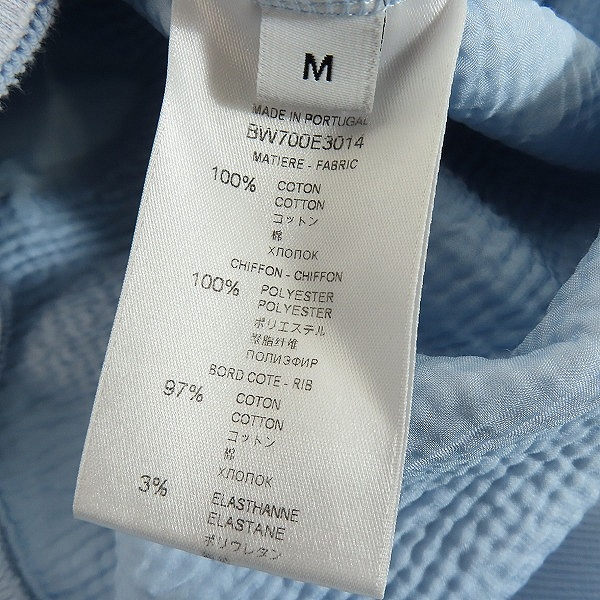 M
MADE IN PORTUGAL
BW700E3014
MATIERE - FABRIC
100% COTON
COTTON
コットン
棉
ХЛОПОК
CHIFFON - CHIFFON
100% POLYESTER
POLYESTER
ポリエステル
聚脂纤维
ПОЛИЭФИР
BORD COTE - RIB
97% COTON
COTTON
コットン
棉
ХЛОПОК
3% ELASTHANNE
ELASTANE
ポリウレタン